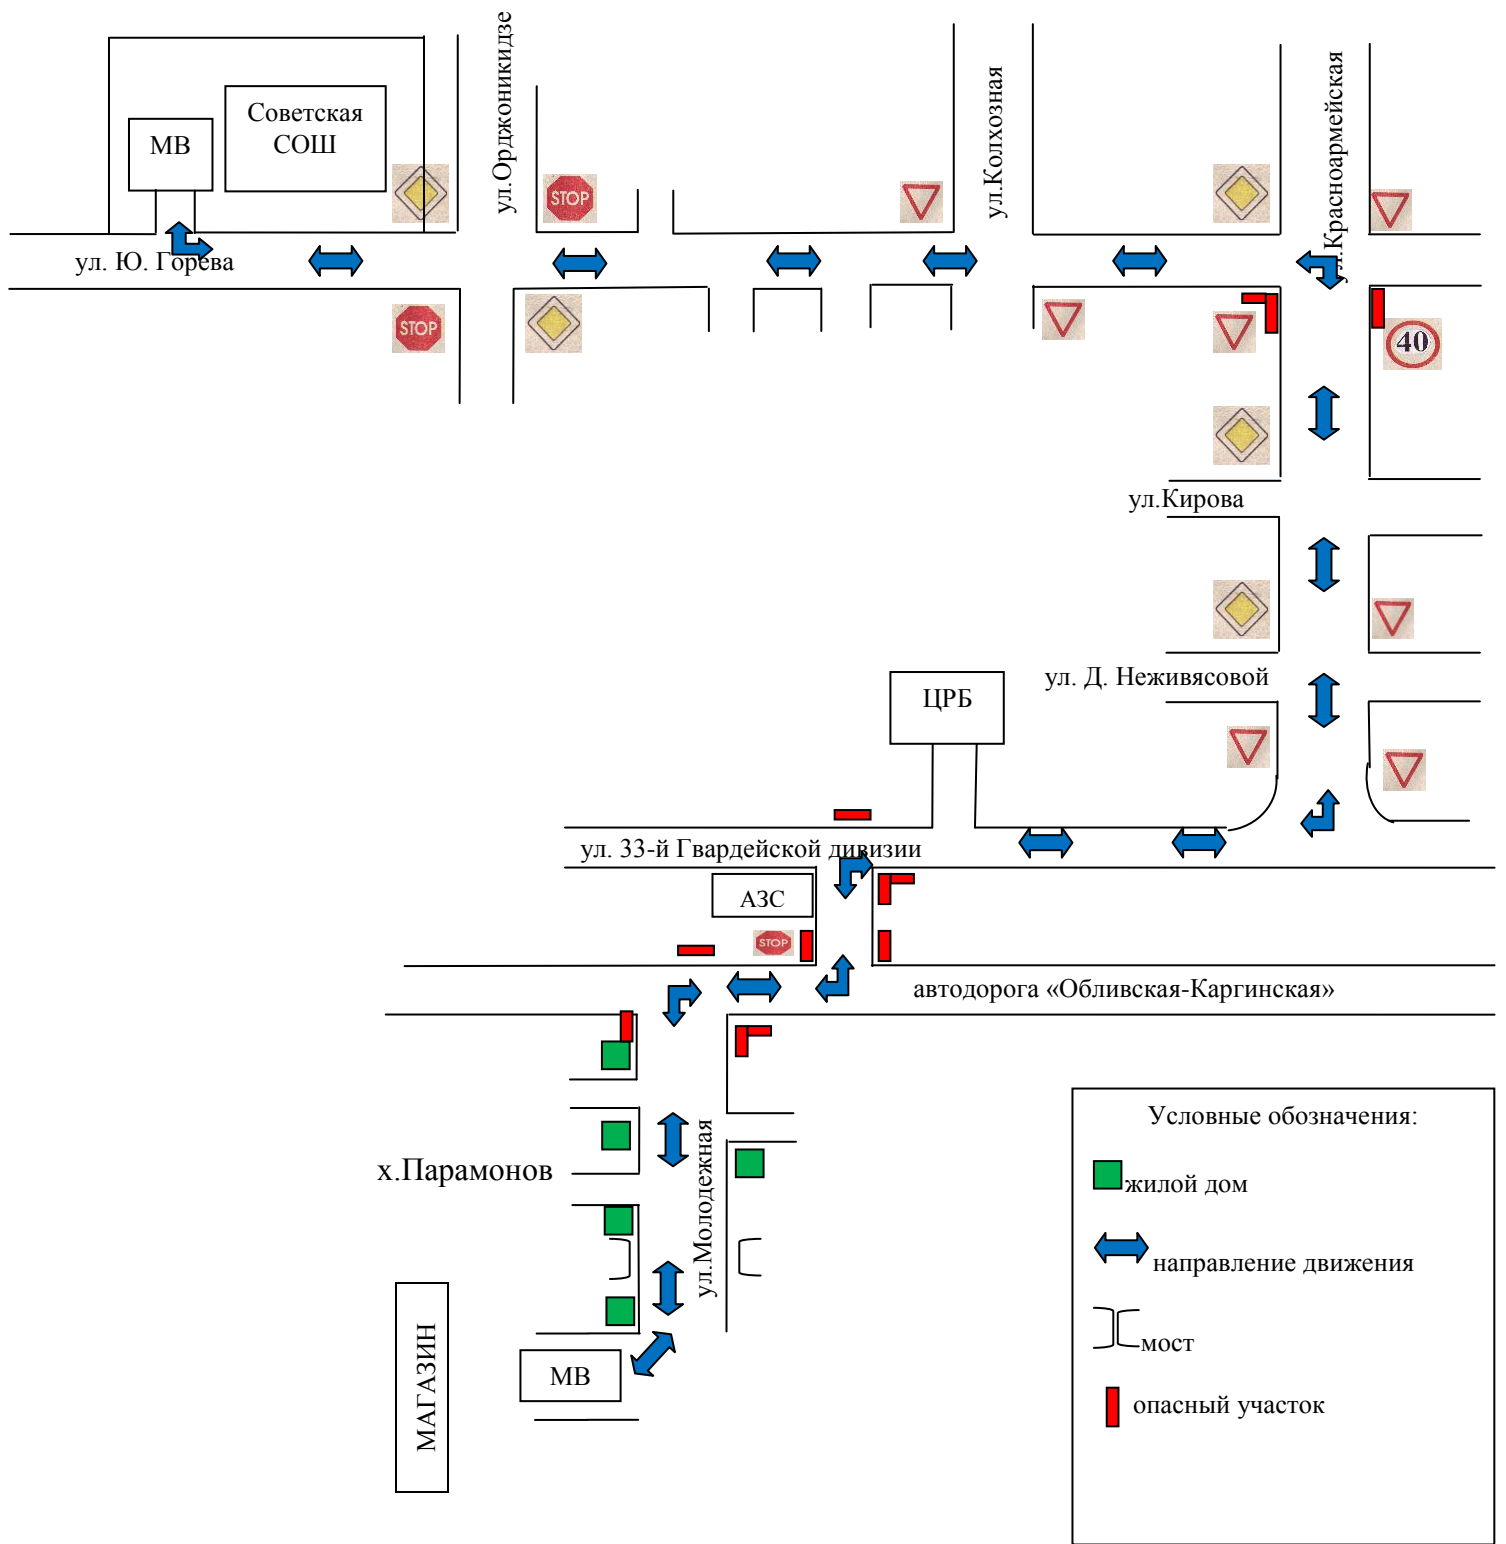 ул.Орджоникидзе
ул.Колхозная
ул.Красноармейская
Советская
СОШ
МВ
STOP
ул. Ю. Горева
STOP
40
ул.Кирова
ул. Д. Неживясовой
ЦРБ
ул. 33-й Гвардейской дивизии
АЗС
STOP
автодорога «Обливская-Каргинская»
Условные обозначения:
х.Парамонов
ул.Молодежная
жилой дом
направление движения
мост
МАГАЗИН
МВ
опасный участок